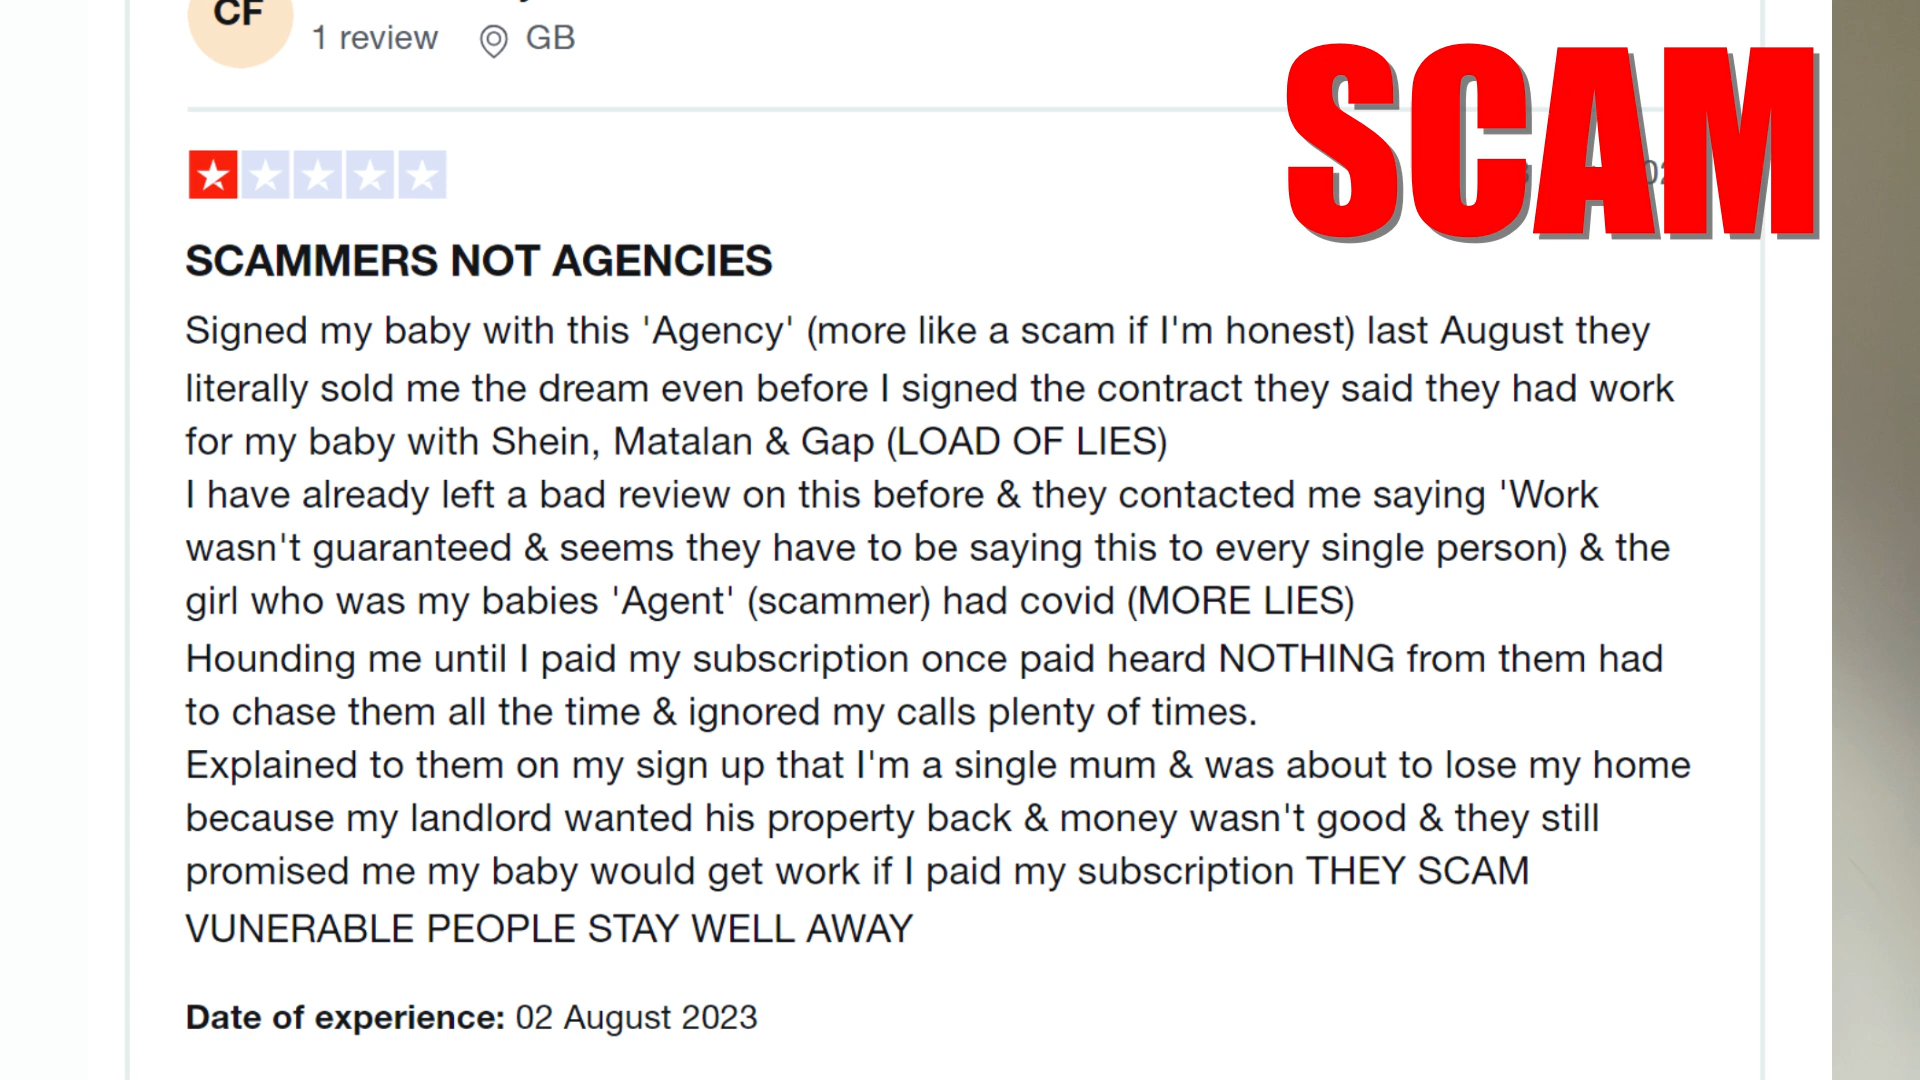 CF
1 review GB
SCAM
SCAMMERS NOT AGENCIES
Signed my baby with this 'Agency' (more like a scam if I'm honest) last August they
literally sold me the dream even before I signed the contract they said they had work
for my baby with Shein, Matalan & Gap (LOAD OF LIES)
I have already left a bad review on this before & they contacted me saying 'Work
wasn't guaranteed & seems they have to be saying this to every single person) & the
girl who was my babies 'Agent' (scammer) had covid (MORE LIES)
Hounding me until I paid my subscription once paid heard NOTHING from them had
to chase them all the time & ignored my calls plenty of times.
Explained to them on my sign up that I'm a single mum & was about to lose my home
because my landlord wanted his property back & money wasn't good & they still
promised me my baby would get work if I paid my subscription THEY SCAM
VUNERABLE PEOPLE STAY WELL AWAY
Date of experience: 02 August 2023